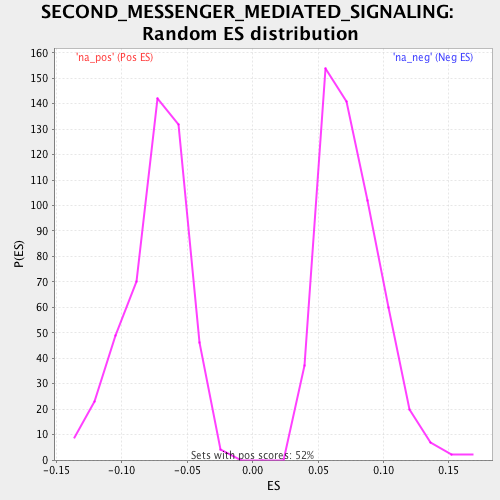 SECOND_MESSENGER_MEDIATED_SIGNALING:
Random ES distribution
'na_pos' (Pos ES)
'na_neg' (Neg ES)
160
150
140
130
120
110
100
90
80
70
60
50
40
30
20
10
0
P(ES)
Sets with pos scores: 52%
-0.15 -0.10 -0.05 0.00 0.05 0.10 0.15
ES